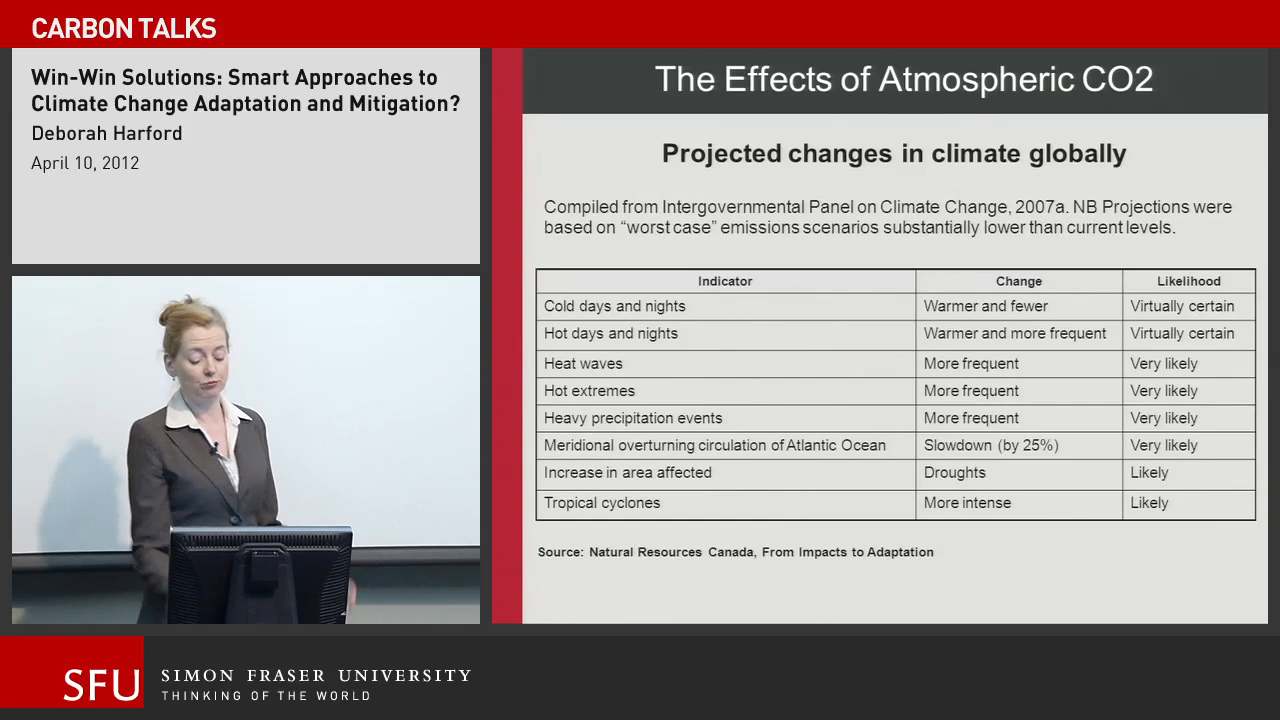 CARBON TALKS
Win-Win Solutions: Smart Approaches to
Climate Change Adaptation and Mitigation?
Deborah Harford
April 10, 2012
The Effects of Atmospheric CO2
Projected changes in climate globally
Compiled from Intergovernmental Panel on Climate Change, 2007a. NB Projections were
based on “worst case” emissions scenarios substantially lower than current levels.
Indicator Change Likelihood
Cold days and nights Warmer and fewer Virtually certain
Hot days and nights Warmer and more frequent Virtually certain
Heat waves More frequent Very likely
Hot extremes More frequent Very likely
Heavy precipitation events More frequent Very likely
Meridional overturning circulation of Atlantic Ocean Slowdown (by 25%) Very likely
Increase in area affected Droughts Likely
Tropical cyclones More intense Likely
Source: Natural Resources Canada, From Impacts to Adaptation
SFU SIMON FRASER UNIVERSITY
THINKING OF THE WORLD